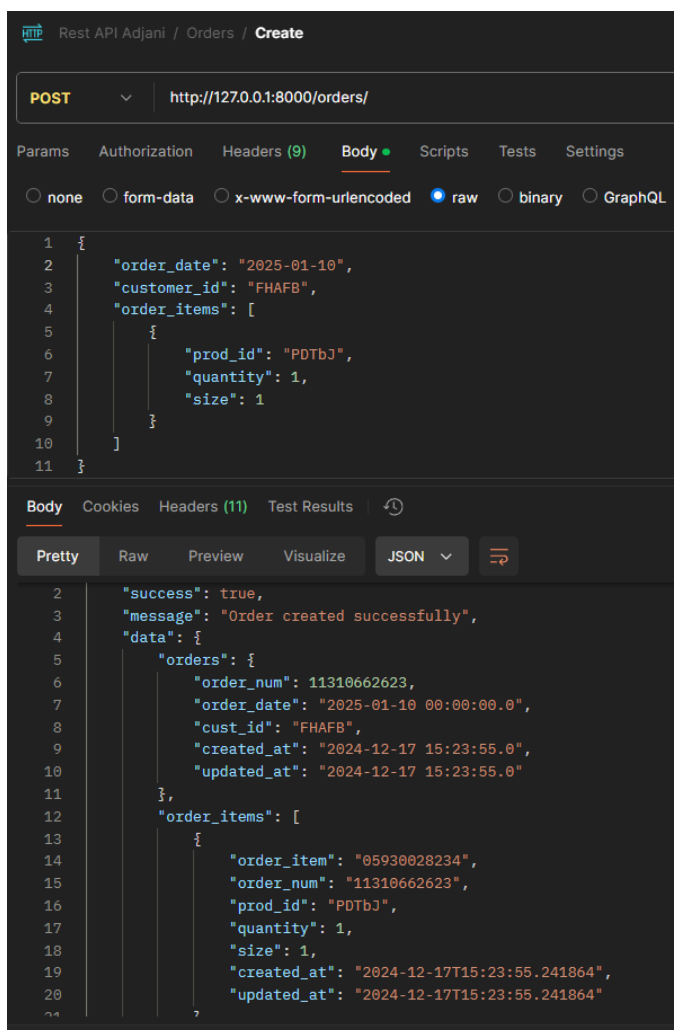 HTTP Rest API Adjani / Orders / Create
POST http://127.0.0.1:8000/orders/
Params Authorization Headers (9) Body Scripts Tests Settings
none form-data x-www-form-urlencoded raw binary GraphQL
1 {
2 "order_date": "2025-01-10",
3 "customer_id": "FHAFB",
4 "order_items": [
5 {
6 "prod_id": "PDTbJ",
7 "quantity": 1,
8 "size": 1
9 }
10 ]
11 }
Body Cookies Headers (11) Test Results
Pretty Raw Preview Visualize JSON
2 "success": true,
3 "message": "Order created successfully",
4 "data": {
5 "orders": {
6 "order_num": 11310662623,
7 "order_date": "2025-01-10 00:00:00.0",
8 "cust_id": "FHAFB",
9 "created_at": "2024-12-17 15:23:55.0",
10 "updated_at": "2024-12-17 15:23:55.0"
11 },
12 "order_items": [
13 {
14 "order_item": "05930028234",
15 "order_num": "11310662623",
16 "prod_id": "PDTbJ",
17 "quantity": 1,
18 "size": 1,
19 "created_at": "2024-12-17T15:23:55.241864",
20 "updated_at": "2024-12-17T15:23:55.241864"